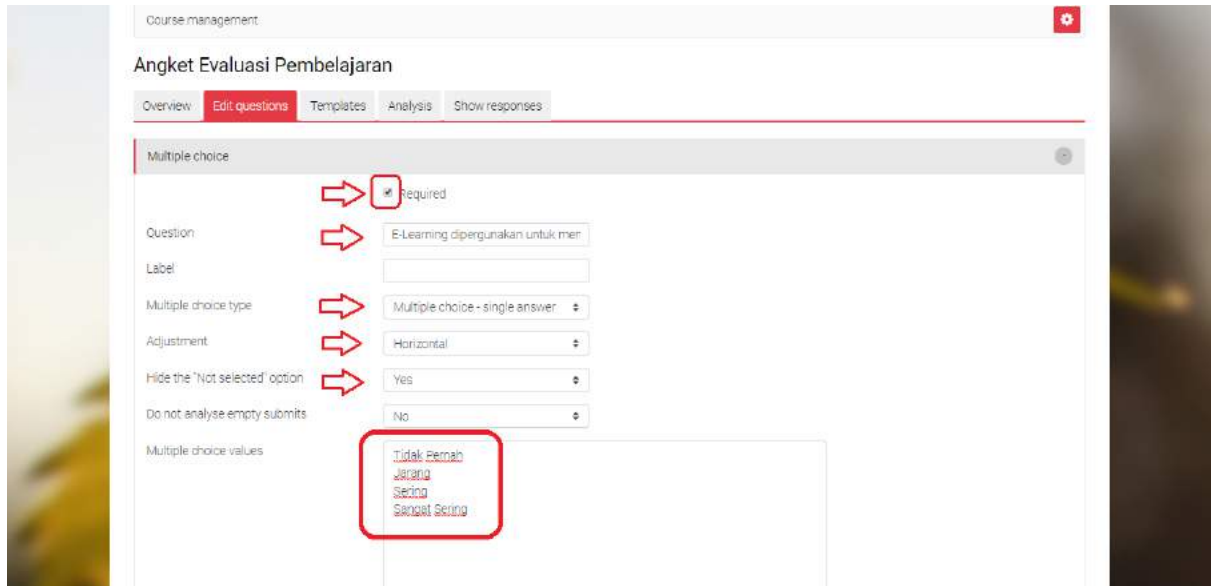 Course management
Angket Evaluasi Pembelajaran
Overview Edit questions Templates Analysis Show responses
Multiple choice
Required
Question E-Learning dipergunakan untuk mer
Label
Multiple choice type Multiple choice - single answer
Adjustment Horizontal
Hide the "Not selected" option Yes
Do not analyse empty submits No
Multiple choice values Tidak Pernah
Jarang
Sering
Sangat Sering